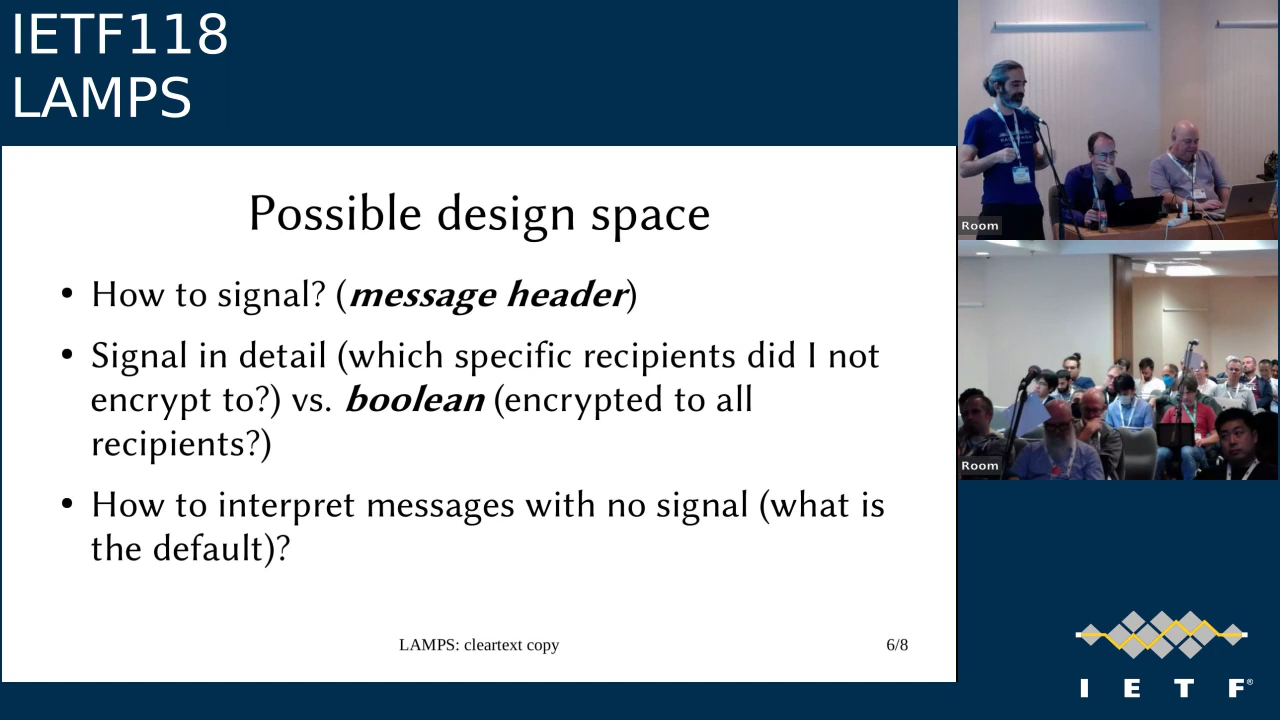 IETF118
LAMPS
Possible design space
• How to signal? (message header)
• Signal in detail (which specific recipients did I not
encrypt to?) vs. boolean (encrypted to all
recipients?)
• How to interpret messages with no signal (what is
the default)?
LAMPS: cleartext copy
6/8
Room
Room
I E T F®